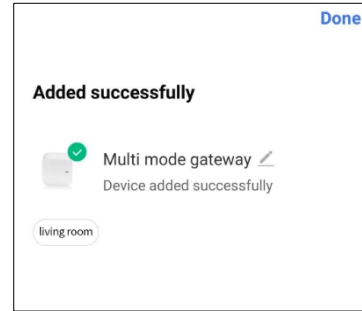 Done
Added successfully
Multi mode gateway
Device added successfully
living room